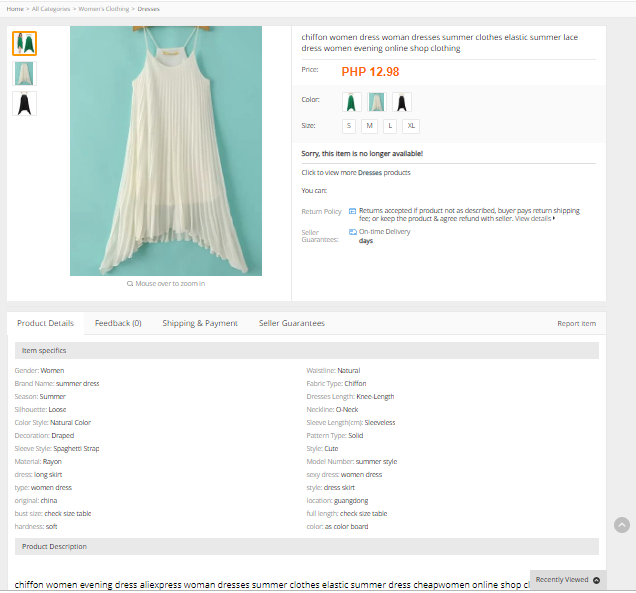 Home > All Categories > Women's Clothing > Dresses
chiffon women dress woman dresses summer clothes elastic summer lace
dress women evening online shop clothing
Price: PHP 12.98
Color:
Size: S M L XL
Sorry, this item is no longer available!
Click to view more Dresses products
You can:
Return Policy Returns accepted if product not as described, buyer pays return shipping
fee; or keep the product & agree refund with seller. View details
Seller On-time Delivery
Guarantees: days
Mouse over to zoom in
Product Details Feedback (0) Shipping & Payment Seller Guarantees Report item
Item specifics
Gender: Women Waistline: Natural
Brand Name: summer dress Fabric Type: Chiffon
Season: Summer Dresses Length: Knee-Length
Silhouette: Loose Neckline: O-Neck
Color Style: Natural Color Sleeve Length(cm): Sleeveless
Decoration: Draped Pattern Type: Solid
Sleeve Style: Spaghetti Strap Style: Cute
Material: Rayon Model Number: summer style
dress: long skirt sexy dress: women dress
type: women dress style: dress skirt
original: china location: guangdong
bust size: check size table full length: check size table
hardness: soft color: as color board
Product Description
chiffon women evening dress aliexpress woman dresses summer clothes elastic summer dress cheapwomen online shop cl
Recently Viewed